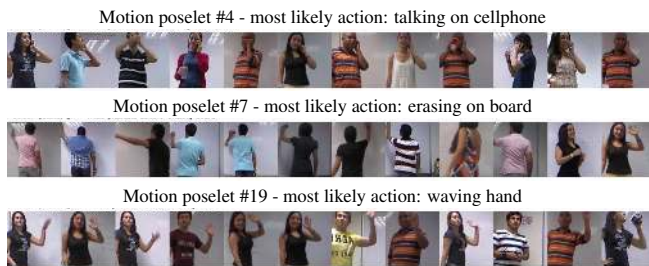 Motion poselet #4 - most likely action: talking on cellphone
Motion poselet #7 - most likely action: erasing on board
Motion poselet #19 - most likely action: waving hand